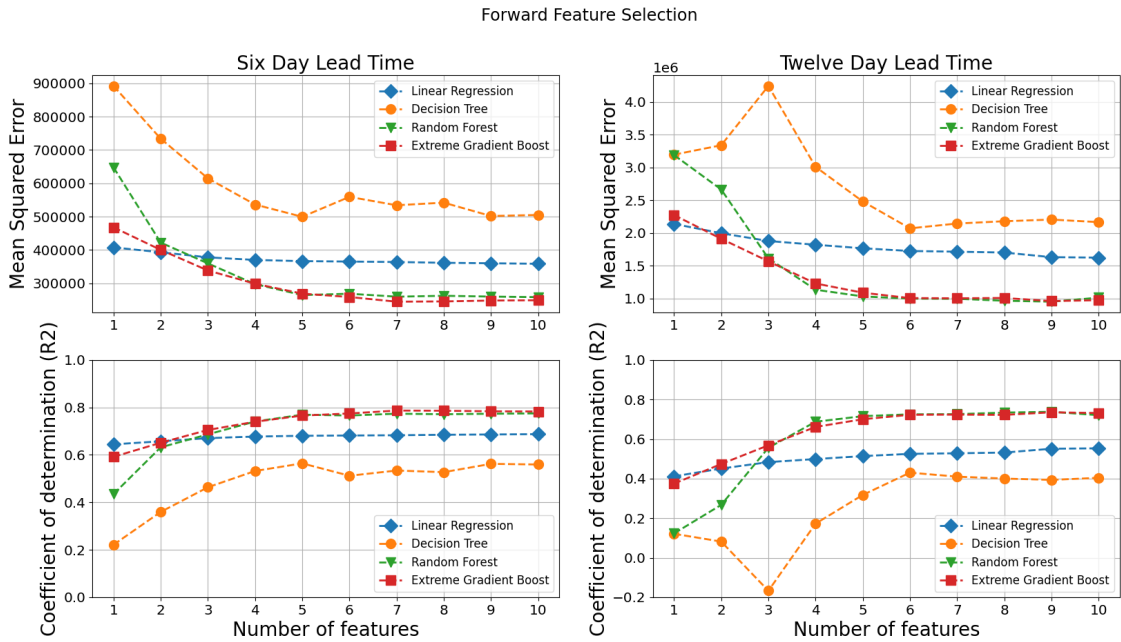 Forward Feature Selection
Six Day Lead Time
Mean Squared Error
900000
800000
700000
600000
500000
400000
300000
1 2 3 4 5 6 7 8 9 10
Linear Regression
Decision Tree
Random Forest
Extreme Gradient Boost
Twelve Day Lead Time
1e6
Mean Squared Error
4.0
3.5
3.0
2.5
2.0
1.5
1.0
1 2 3 4 5 6 7 8 9 10
Linear Regression
Decision Tree
Random Forest
Extreme Gradient Boost
Coefficient of determination (R2)
1.0
0.8
0.6
0.4
0.2
0.0
1 2 3 4 5 6 7 8 9 10
Number of features
Linear Regression
Decision Tree
Random Forest
Extreme Gradient Boost
Coefficient of determination (R2)
1.0
0.8
0.6
0.4
0.2
0.0
−0.2
1 2 3 4 5 6 7 8 9 10
Number of features
Linear Regression
Decision Tree
Random Forest
Extreme Gradient Boost